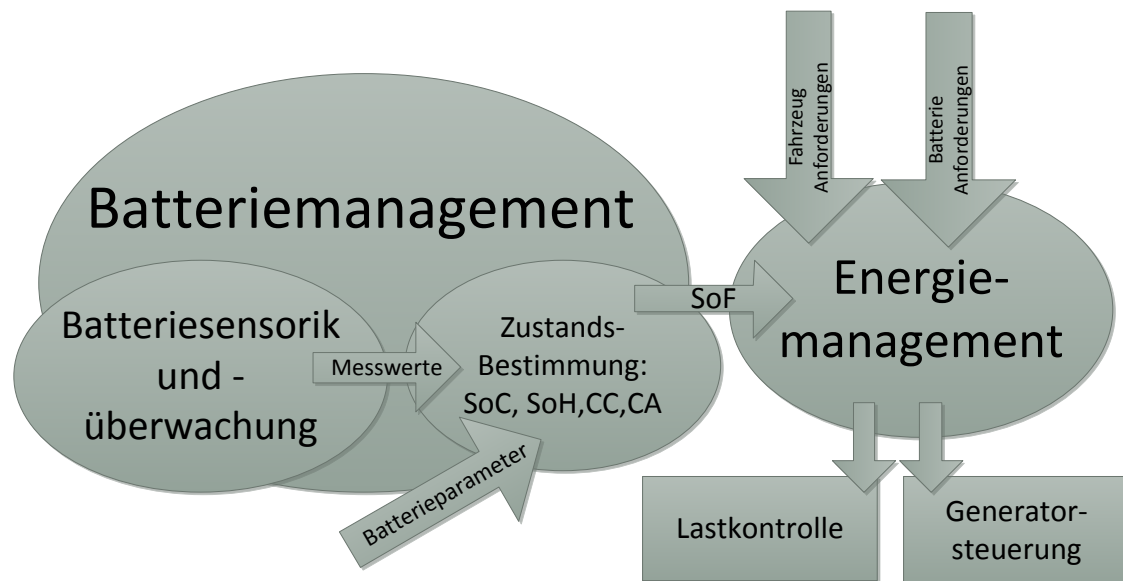 Batteriemanagement
Batteriesensorik
und -
überwachung
Messwerte
Zustands-
Bestimmung:
SoC, SoH,CC,CA
Batterieparameter
SoF
Fahrzeug
Anforderungen
Batterie
Anforderungen
Energie-
management
Lastkontrolle
Generator-
steuerung